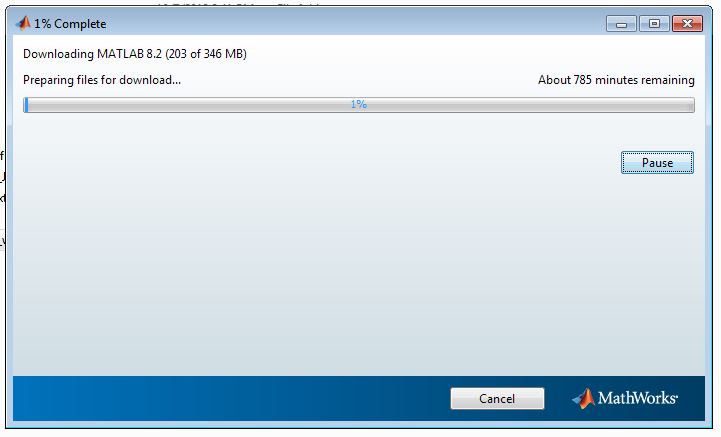 1% Complete
Downloading MATLAB 8.2 (203 of 346 MB)
Preparing files for download...
About 785 minutes remaining
1%
Pause
Cancel
MathWorks®